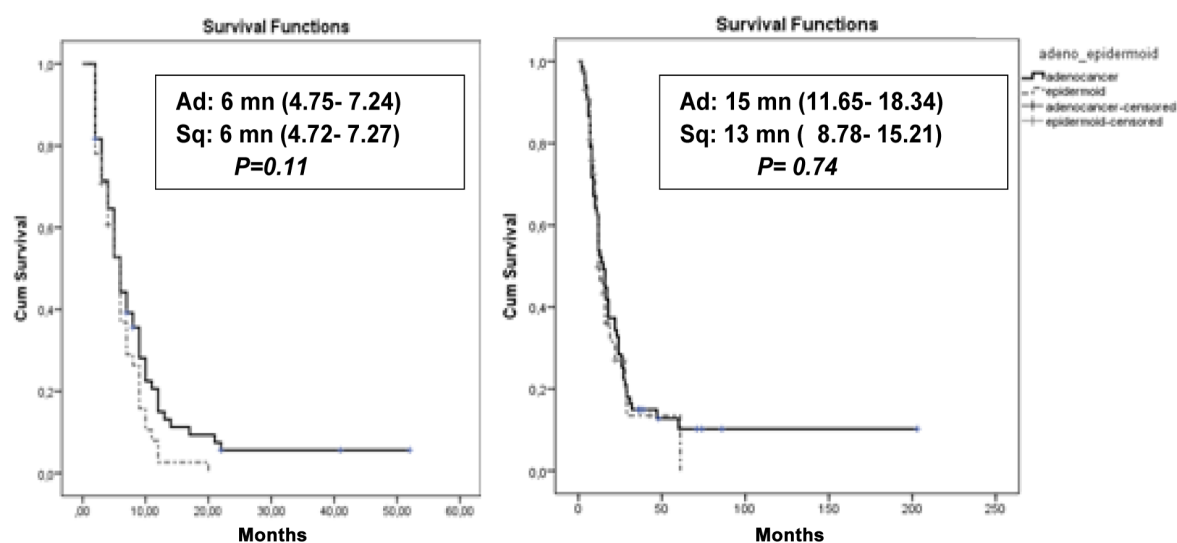 Survival Functions
1,0
0,8
0,6
0,4
0,2
0,0
Cum Survival
Ad: 6 mn (4.75- 7.24)
Sq: 6 mn (4.72- 7.27)
P=0.11
,00
10,00
20,00
30,00
40,00
50,00
60,00
Months
Survival Functions
1,0
0,8
0,6
0,4
0,2
0,0
Cum Survival
Ad: 15 mn (11.65- 18.34)
Sq: 13 mn ( 8.78- 15.21)
P= 0.74
0
50
100
150
200
250
Months
adeno_epidermoid
adenocancer
epidermoid
adenocancer-censored
epidermoid-censored